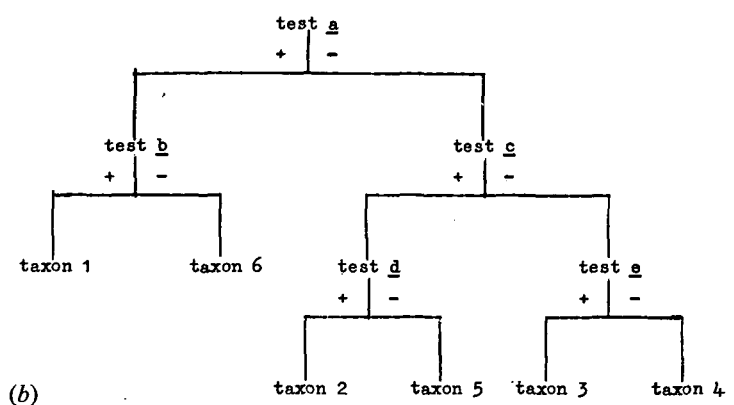 test a
+ -
test b test c
+ - + -
taxon 1 taxon 6 test d test e
+ - + -
(b) taxon 2 taxon 5 taxon 3 taxon 4